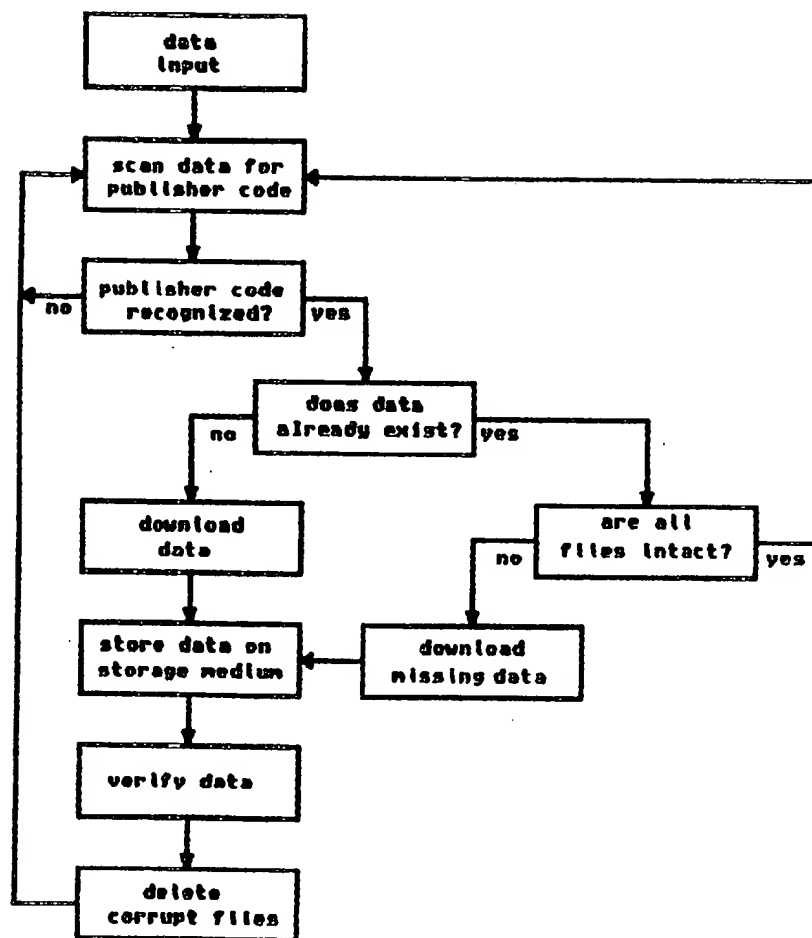 data
input
scan data for
publisher code
publisher code
recognized?
no
yes
does data
already exist?
no
yes
download
data
are all
files intact?
no
yes
store data on
storage medium
download
missing data
verify data
delete
corrupt files